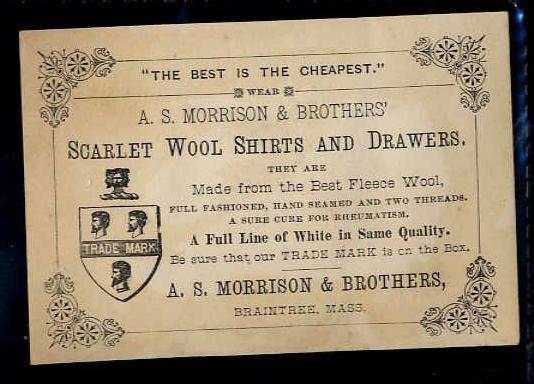 "THE BEST IS THE CHEAPEST."
WEAR
A. S. MORRISON & BROTHERS'
SCARLET WOOL SHIRTS AND DRAWERS.
THEY ARE
Made from the Best Fleece Wool,
FULL FASHIONED, HAND SEAMED AND TWO THREADS.
A SURE CURE FOR RHEUMATISM.
A Full Line of White in Same Quality.
Be sure that our TRADE MARK is on the Box.
TRADE MARK
A. S. MORRISON & BROTHERS,
BRAINTREE, MASS.